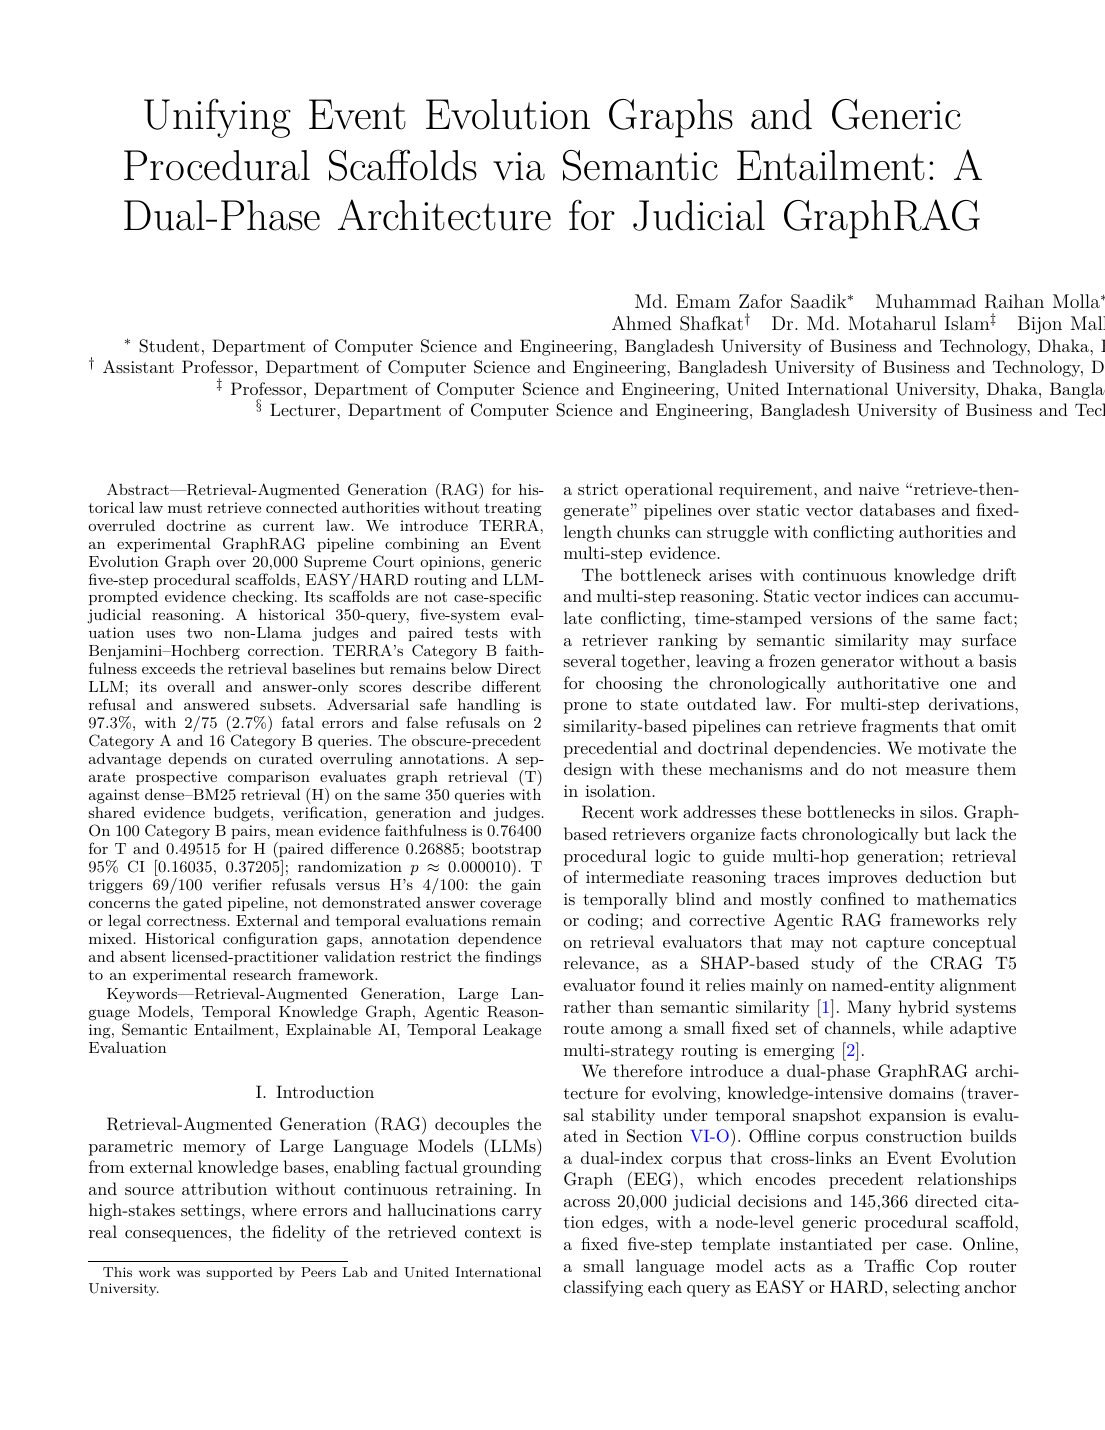 Unifying Event Evolution Graphs and Generic
Procedural Scaffolds via Semantic Entailment: A
Dual-Phase Architecture for Judicial GraphRAG
Md. Emam Zafor Saadik* Muhammad Raihan Molla*
Ahmed Shafkat† Dr. Md. Motaharul Islam‡ Bijon Mall
* Student, Department of Computer Science and Engineering, Bangladesh University of Business and Technology, Dhaka,
† Assistant Professor, Department of Computer Science and Engineering, Bangladesh University of Business and Technology, D
‡ Professor, Department of Computer Science and Engineering, United International University, Dhaka, Bangla
§ Lecturer, Department of Computer Science and Engineering, Bangladesh University of Business and Tech
Abstract—Retrieval-Augmented Generation (RAG) for his-
torical law must retrieve connected authorities without treating
overruled doctrine as current law. We introduce TERRA,
an experimental GraphRAG pipeline combining an Event
Evolution Graph over 20,000 Supreme Court opinions, generic
five-step procedural scaffolds, EASY/HARD routing and LLM-
prompted evidence checking. Its scaffolds are not case-specific
judicial reasoning. A historical 350-query, five-system eval-
uation uses two non-Llama judges and paired tests with
Benjamini–Hochberg correction. TERRA's Category B faith-
fulness exceeds the retrieval baselines but remains below Direct
LLM; its overall and answer-only scores describe different
refusal and answered subsets. Adversarial safe handling is
97.3%, with 2/75 (2.7%) fatal errors and false refusals on 2
Category A and 16 Category B queries. The obscure-precedent
advantage depends on curated overruling annotations. A sep-
arate prospective comparison evaluates graph retrieval (T)
against dense–BM25 retrieval (H) on the same 350 queries with
shared evidence budgets, verification, generation and judges.
On 100 Category B pairs, mean evidence faithfulness is 0.76400
for T and 0.49515 for H (paired difference 0.26885; bootstrap
95% CI [0.16035, 0.37205]; randomization p ≈ 0.000010). T
triggers 69/100 verifier refusals versus H's 4/100: the gain
concerns the gated pipeline, not demonstrated answer coverage
or legal correctness. External and temporal evaluations remain
mixed. Historical configuration gaps, annotation dependence
and absent licensed-practitioner validation restrict the findings
to an experimental research framework.
Keywords—Retrieval-Augmented Generation, Large Lan-
guage Models, Temporal Knowledge Graph, Agentic Reason-
ing, Semantic Entailment, Explainable AI, Temporal Leakage
Evaluation
I. Introduction
Retrieval-Augmented Generation (RAG) decouples the
parametric memory of Large Language Models (LLMs)
from external knowledge bases, enabling factual grounding
and source attribution without continuous retraining. In
high-stakes settings, where errors and hallucinations carry
real consequences, the fidelity of the retrieved context is
This work was supported by Peers Lab and United International
University.
a strict operational requirement, and naive “retrieve-then-
generate” pipelines over static vector databases and fixed-
length chunks can struggle with conflicting authorities and
multi-step evidence.
The bottleneck arises with continuous knowledge drift
and multi-step reasoning. Static vector indices can accumu-
late conflicting, time-stamped versions of the same fact;
a retriever ranking by semantic similarity may surface
several together, leaving a frozen generator without a basis
for choosing the chronologically authoritative one and
prone to state outdated law. For multi-step derivations,
similarity-based pipelines can retrieve fragments that omit
precedential and doctrinal dependencies. We motivate the
design with these mechanisms and do not measure them
in isolation.
Recent work addresses these bottlenecks in silos. Graph-
based retrievers organize facts chronologically but lack the
procedural logic to guide multi-hop generation; retrieval
of intermediate reasoning traces improves deduction but
is temporally blind and mostly confined to mathematics
or coding; and corrective Agentic RAG frameworks rely
on retrieval evaluators that may not capture conceptual
relevance, as a SHAP-based study of the CRAG T5
evaluator found it relies mainly on named-entity alignment
rather than semantic similarity [1]. Many hybrid systems
route among a small fixed set of channels, while adaptive
multi-strategy routing is emerging [2].
We therefore introduce a dual-phase GraphRAG archi-
tecture for evolving, knowledge-intensive domains (traver-
sal stability under temporal snapshot expansion is evalu-
ated in Section VI-O). Offline corpus construction builds
a dual-index corpus that cross-links an Event Evolution
Graph (EEG), which encodes precedent relationships
across 20,000 judicial decisions and 145,366 directed cita-
tion edges, with a node-level generic procedural scaffold,
a fixed five-step template instantiated per case. Online,
a small language model acts as a Traffic Cop router
classifying each query as EASY or HARD, selecting anchor